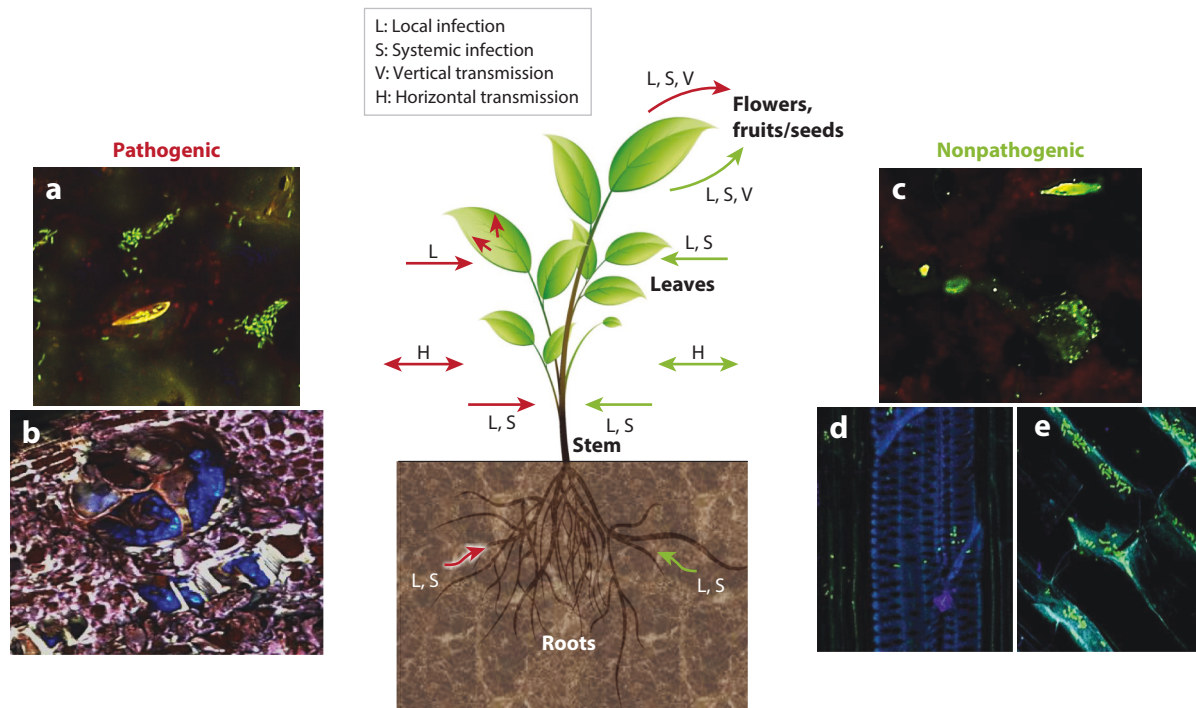 L: Local infection
S: Systemic infection
V: Vertical transmission
H: Horizontal transmission
L, S, V
Flowers,
fruits/seeds
Pathogenic
Nonpathogenic
a
c
L, S, V
L
L, S
Leaves
H
H
b
d
e
L, S
L, S
Stem
L, S
L, S
Roots